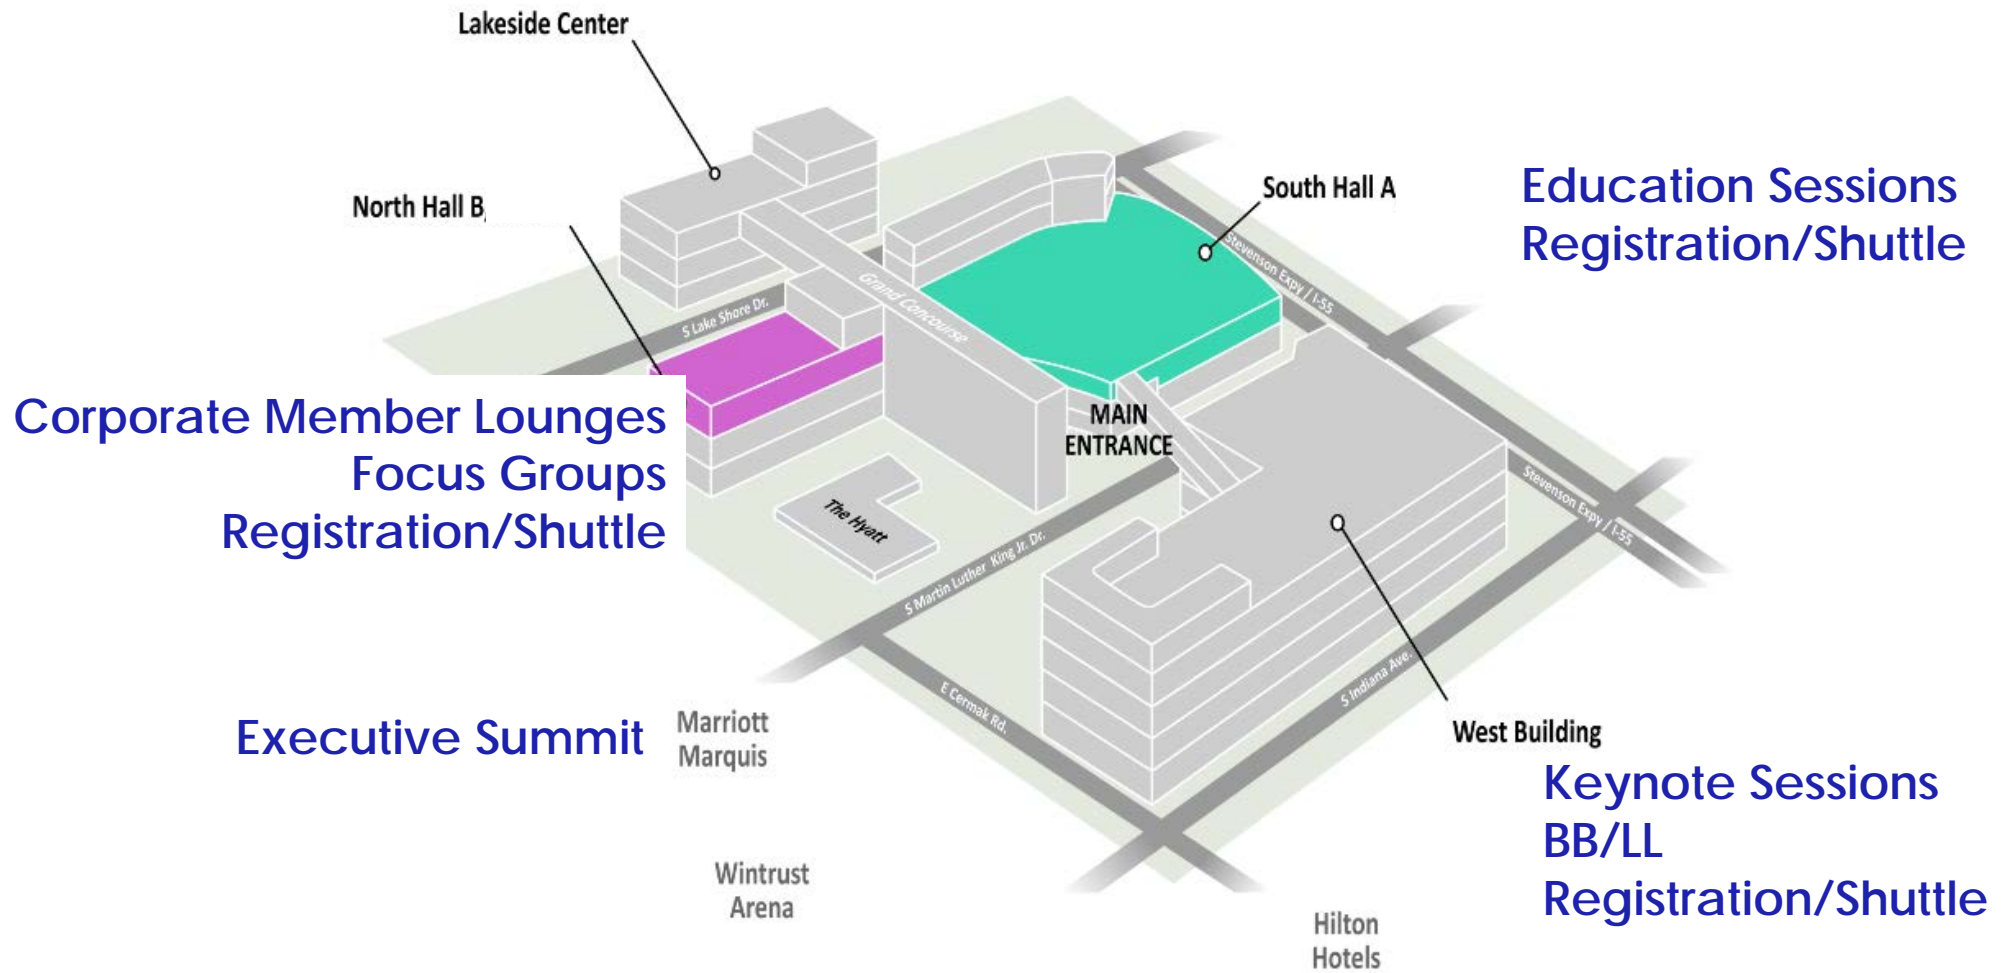 Lakeside Center
North Hall B,
South Hall A
Education Sessions
Registration/Shuttle
Stevenson Expy / I-55
Grand Concourse
S Lake Shore Dr.
Corporate Member Lounges
Focus Groups
Registration/Shuttle
MAIN
ENTRANCE
The Hyatt
Stevenson Expy / I-55
S Martin Luther King Jr. Dr.
S Indiana Ave.
E Cermak Rd.
Executive Summit
Marriott
Marquis
West Building
Keynote Sessions
BB/LL
Registration/Shuttle
Wintrust
Arena
Hilton
Hotels